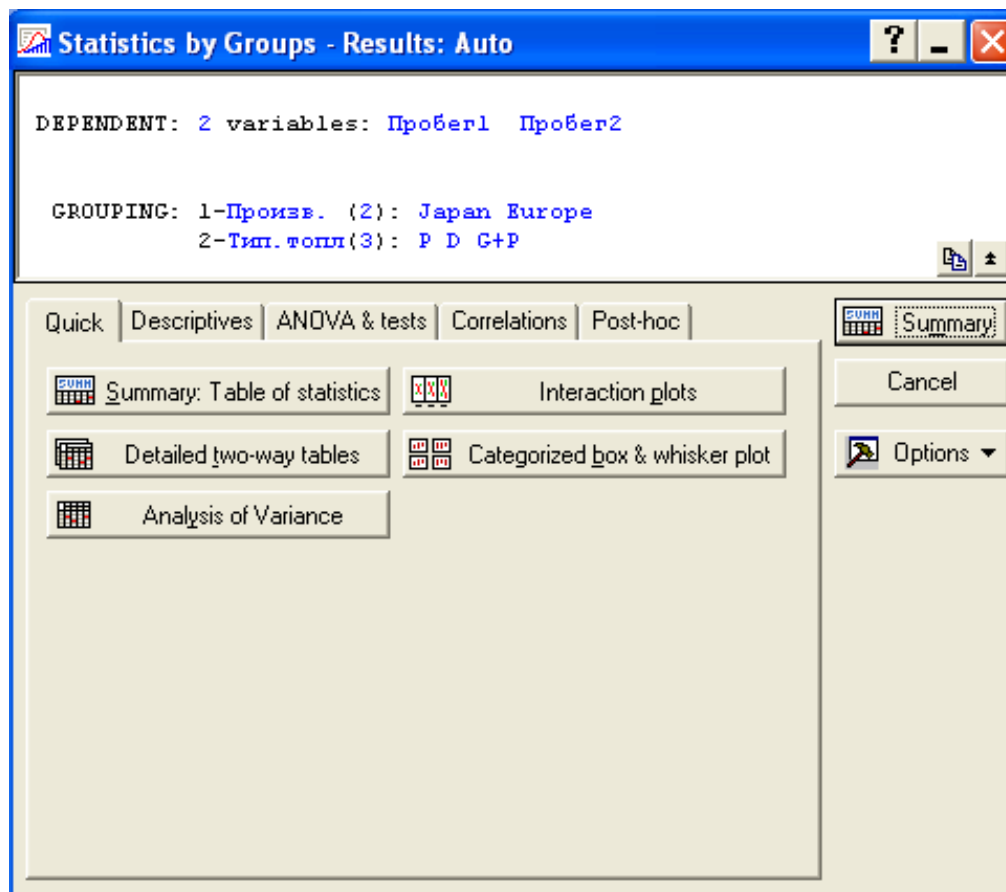 Statistics by Groups - Results: Auto
DEPENDENT: 2 variables: Пробег1 Пробег2
GROUPING: 1-Произв. (2): Japan Europe
2-Тип.топл(3): P D G+P
Quick Descriptives ANOVA & tests Correlations Post-hoc
Summary
Summary: Table of statistics Interaction plots
Cancel
Detailed two-way tables Categorized box & whisker plot
Options
Analysis of Variance